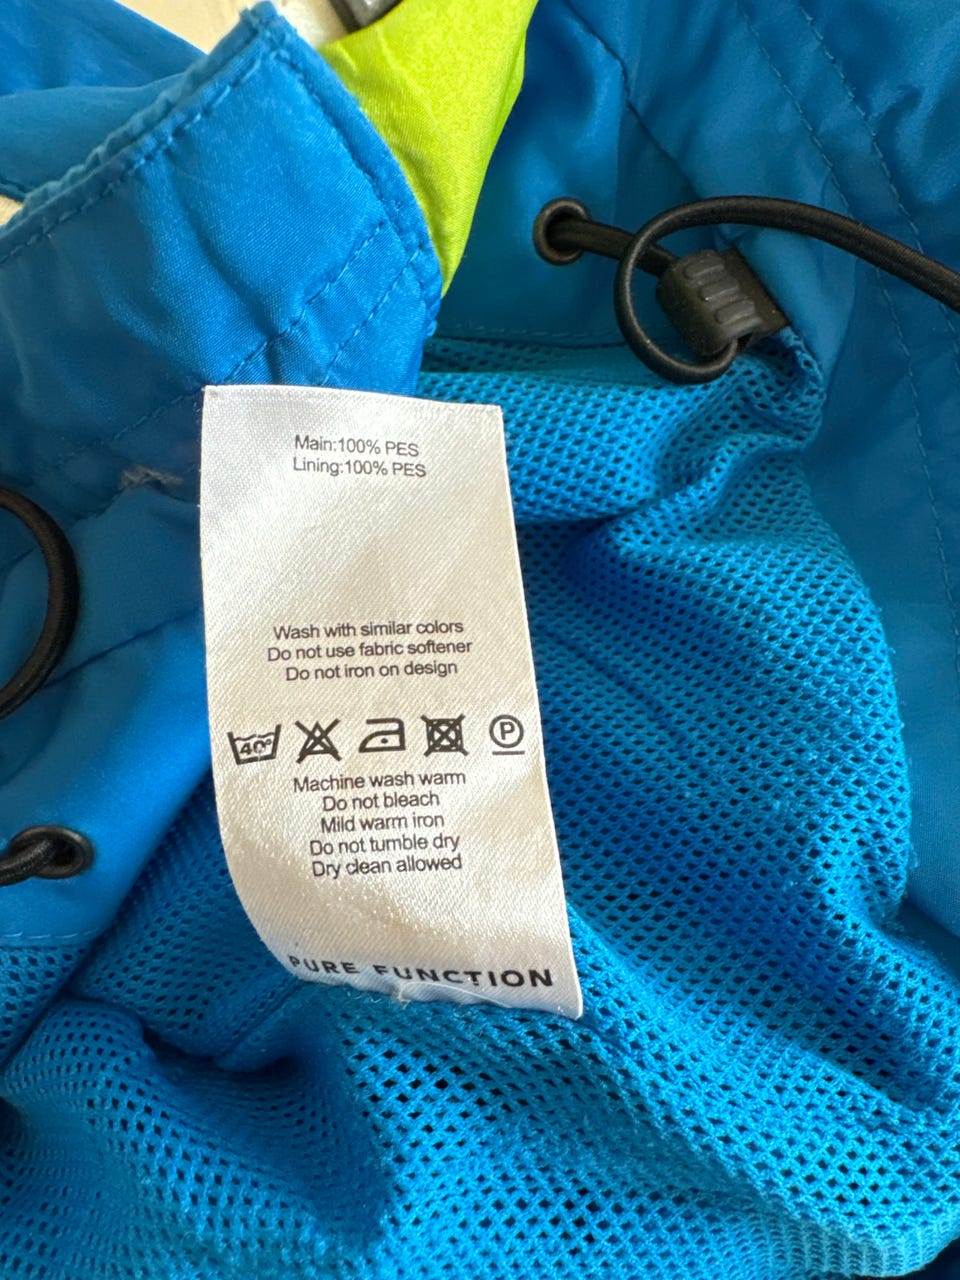 Main:100% PES
Lining:100% PES
Wash with similar colors
Do not use fabric softener
Do not iron on design
40° P
Machine wash warm
Do not bleach
Mild warm iron
Do not tumble dry
Dry clean allowed
PURE FUNCTION